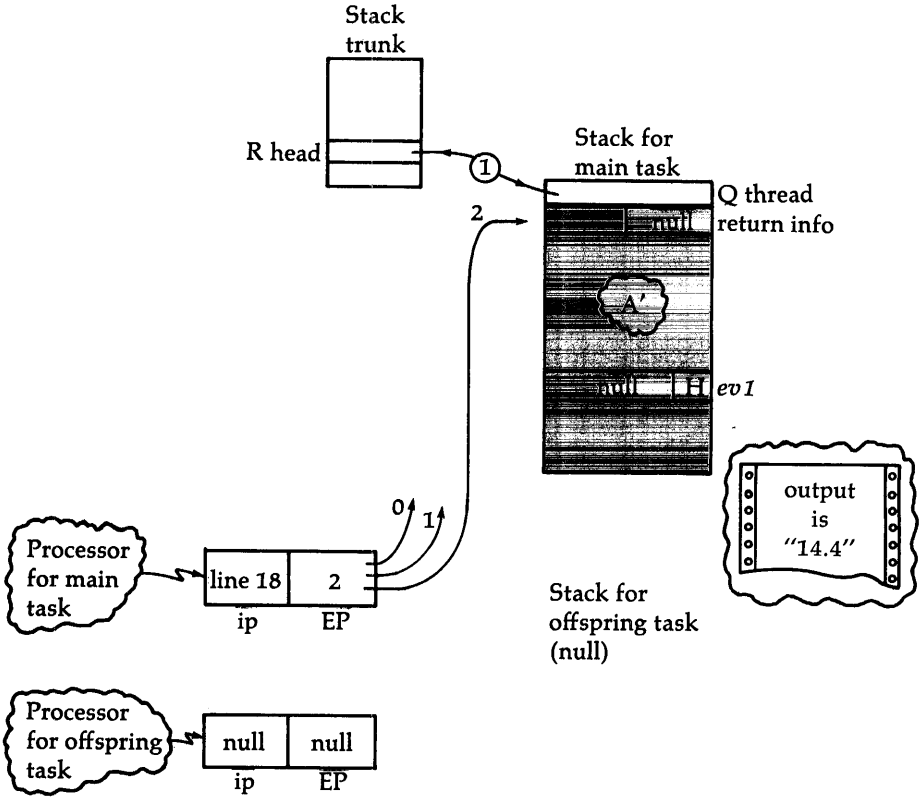 Stack
trunk
R head
1
Stack for
main task
Q thread
return info
null
2
A′
null
H
ev1
output
is
“14.4”
0
1
Processor
for main
task
line 18
2
ip
EP
Stack for
offspring task
(null)
Processor
for offspring
task
null
null
ip
EP